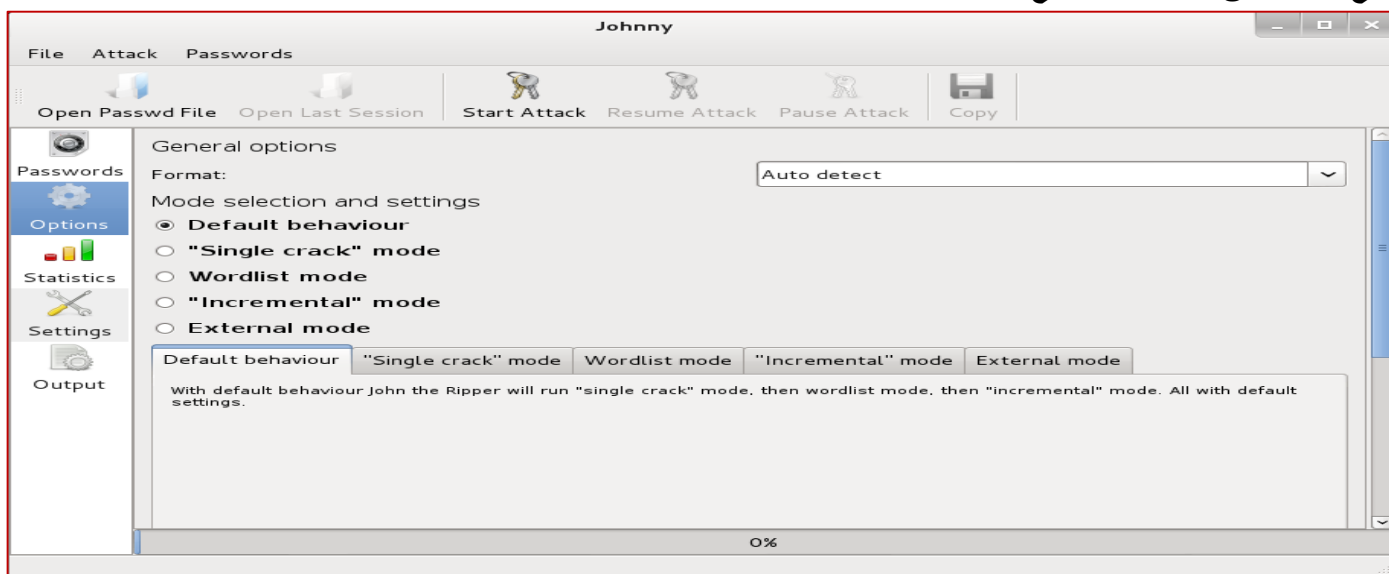 Johnny
File Attack Passwords
Open Passwd File Open Last Session Start Attack Resume Attack Pause Attack Copy
Passwords
Options
Statistics
Settings
Output
General options
Format: Auto detect
Mode selection and settings
Default behaviour
"Single crack" mode
Wordlist mode
"Incremental" mode
External mode
Default behaviour "Single crack" mode Wordlist mode "Incremental" mode External mode
With default behaviour John the Ripper will run "single crack" mode, then wordlist mode, then "incremental" mode. All with default
settings.
0%